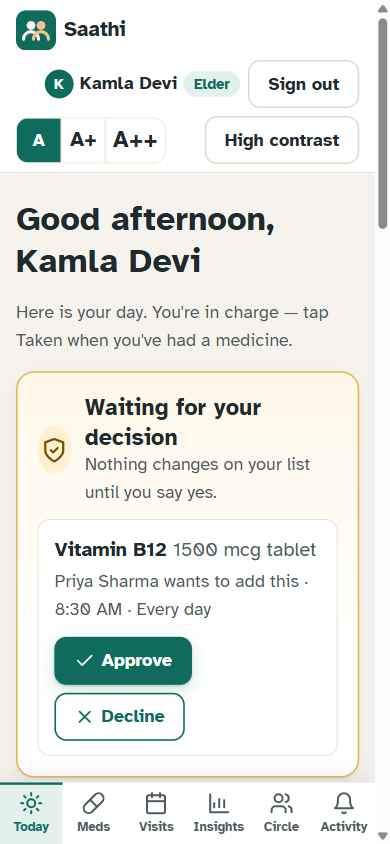 Saathi
K Kamla Devi Elder Sign out
A A+ A++ High contrast
Good afternoon,
Kamla Devi
Here is your day. You're in charge — tap
Taken when you've had a medicine.
Waiting for your
decision
Nothing changes on your list
until you say yes.
Vitamin B12 1500 mcg tablet
Priya Sharma wants to add this ·
8:30 AM · Every day
Approve
Decline
Today Meds Visits Insights Circle Activity